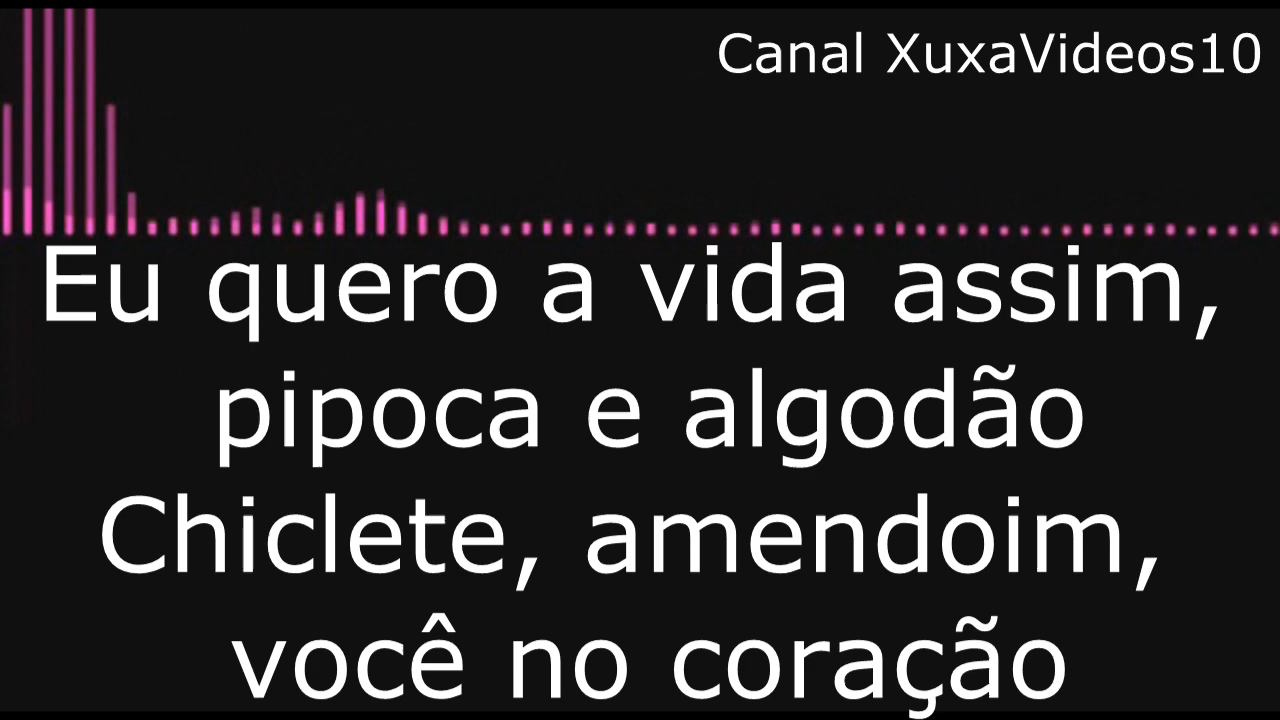 Canal XuxaVideos10
Eu quero a vida assim,
pipoca e algodão
Chiclete, amendoim,
você no coração